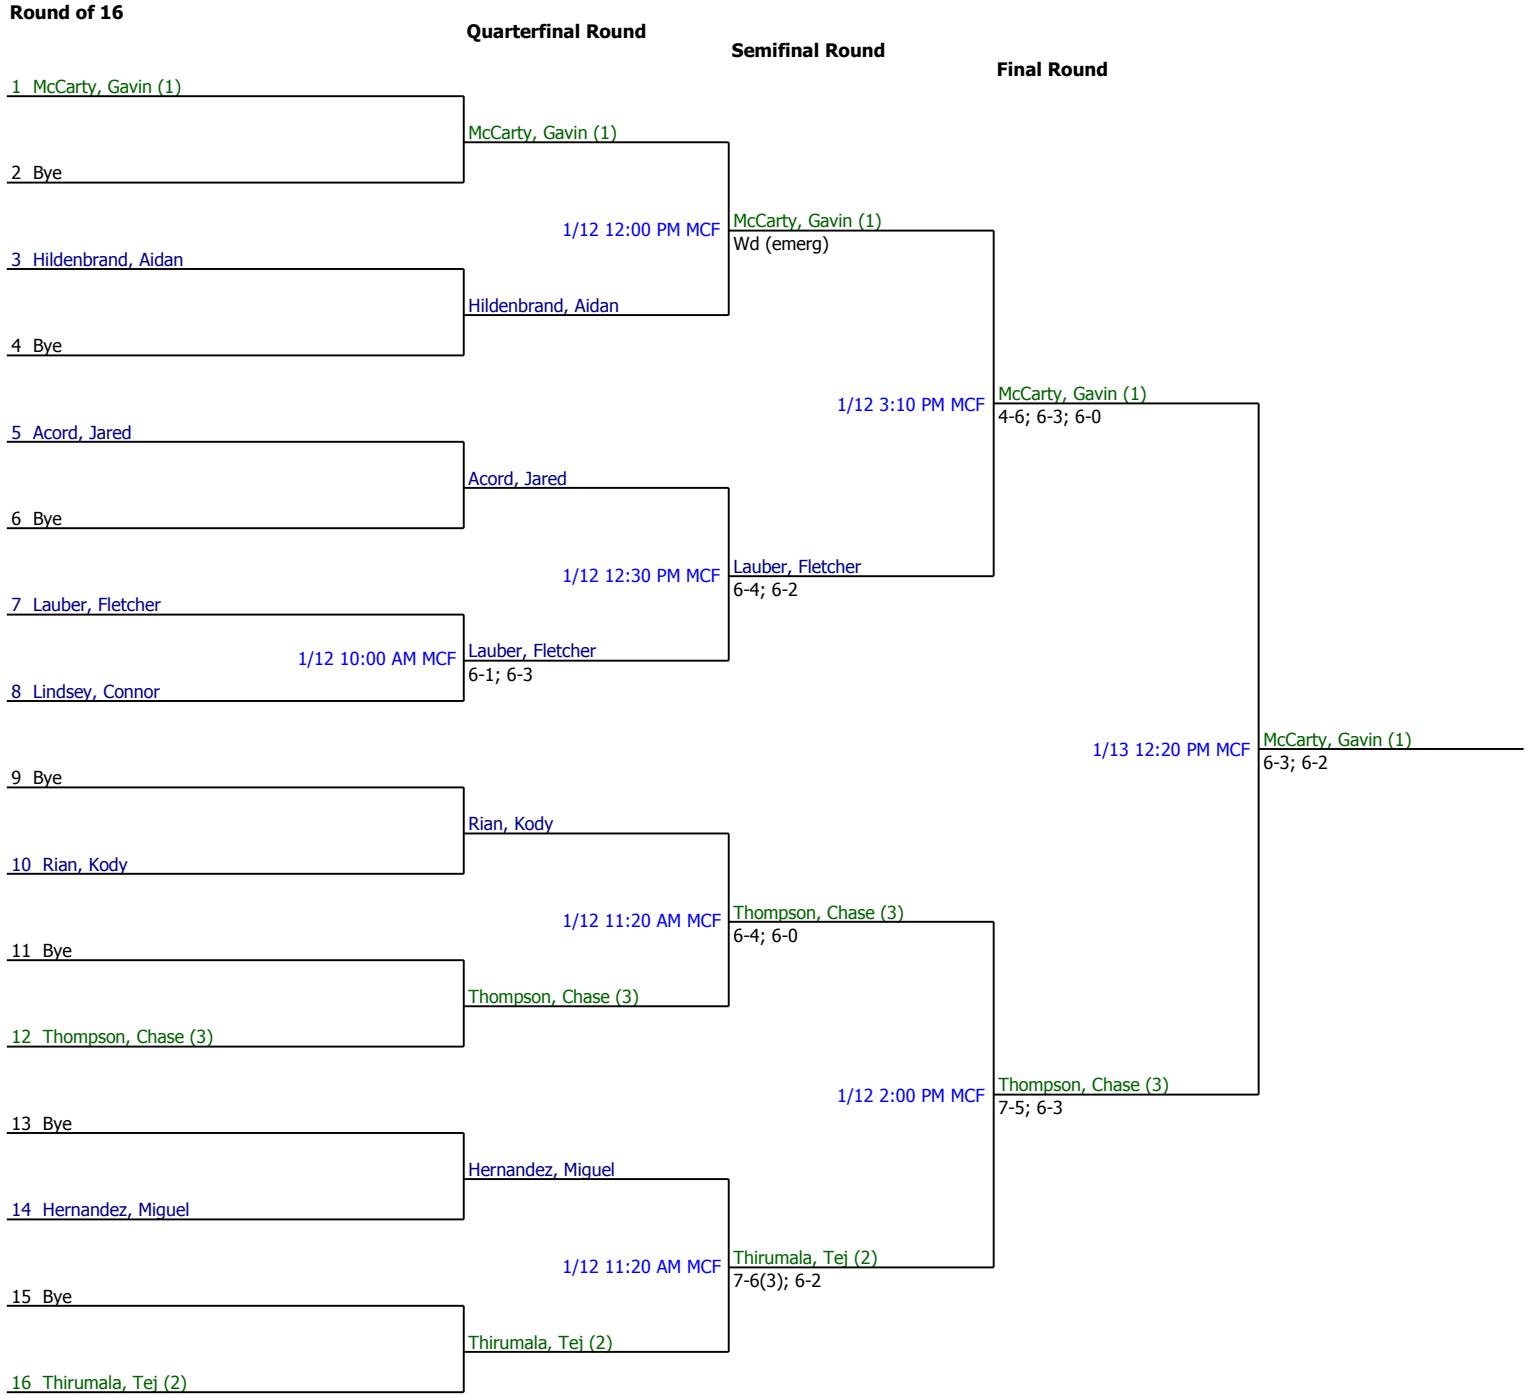 Round of 16
Quarterfinal Round
Semifinal Round
Final Round
1 McCarty, Gavin (1)
McCarty, Gavin (1)
2 Bye
1/12 12:00 PM MCF
McCarty, Gavin (1)
Wd (emerg)
3 Hildenbrand, Aidan
Hildenbrand, Aidan
4 Bye
1/12 3:10 PM MCF
McCarty, Gavin (1)
4-6; 6-3; 6-0
5 Acord, Jared
Acord, Jared
6 Bye
1/12 12:30 PM MCF
Lauber, Fletcher
6-4; 6-2
7 Lauber, Fletcher
1/12 10:00 AM MCF
Lauber, Fletcher
6-1; 6-3
8 Lindsey, Connor
1/13 12:20 PM MCF
McCarty, Gavin (1)
6-3; 6-2
9 Bye
Rian, Kody
10 Rian, Kody
1/12 11:20 AM MCF
Thompson, Chase (3)
6-4; 6-0
11 Bye
Thompson, Chase (3)
12 Thompson, Chase (3)
1/12 2:00 PM MCF
Thompson, Chase (3)
7-5; 6-3
13 Bye
Hernandez, Miguel
14 Hernandez, Miguel
1/12 11:20 AM MCF
Thirumala, Tej (2)
7-6(3); 6-2
15 Bye
Thirumala, Tej (2)
16 Thirumala, Tej (2)